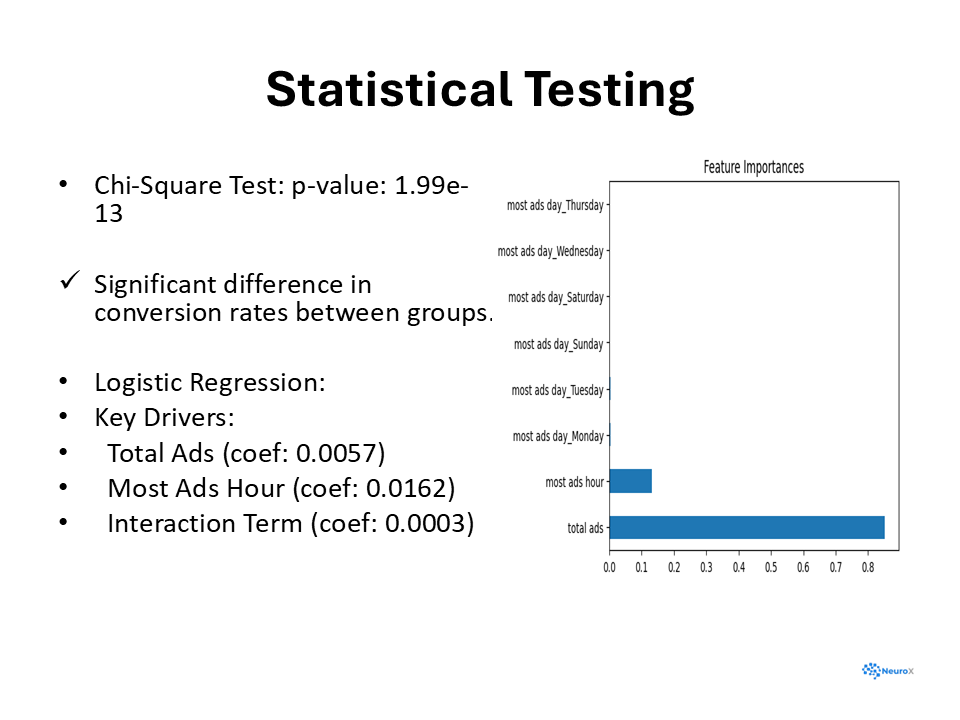 Statistical Testing
• Chi-Square Test: p-value: 1.99e-
13
✓ Significant difference in
conversion rates between groups.
• Logistic Regression:
• Key Drivers:
• Total Ads (coef: 0.0057)
• Most Ads Hour (coef: 0.0162)
• Interaction Term (coef: 0.0003)
Feature Importances
most ads day_Thursday
most ads day_Wednesday
most ads day_Saturday
most ads day_Sunday
most ads day_Tuesday
most ads day_Monday
most ads hour
total ads
0.0 0.1 0.2 0.3 0.4 0.5 0.6 0.7 0.8
NeuroX